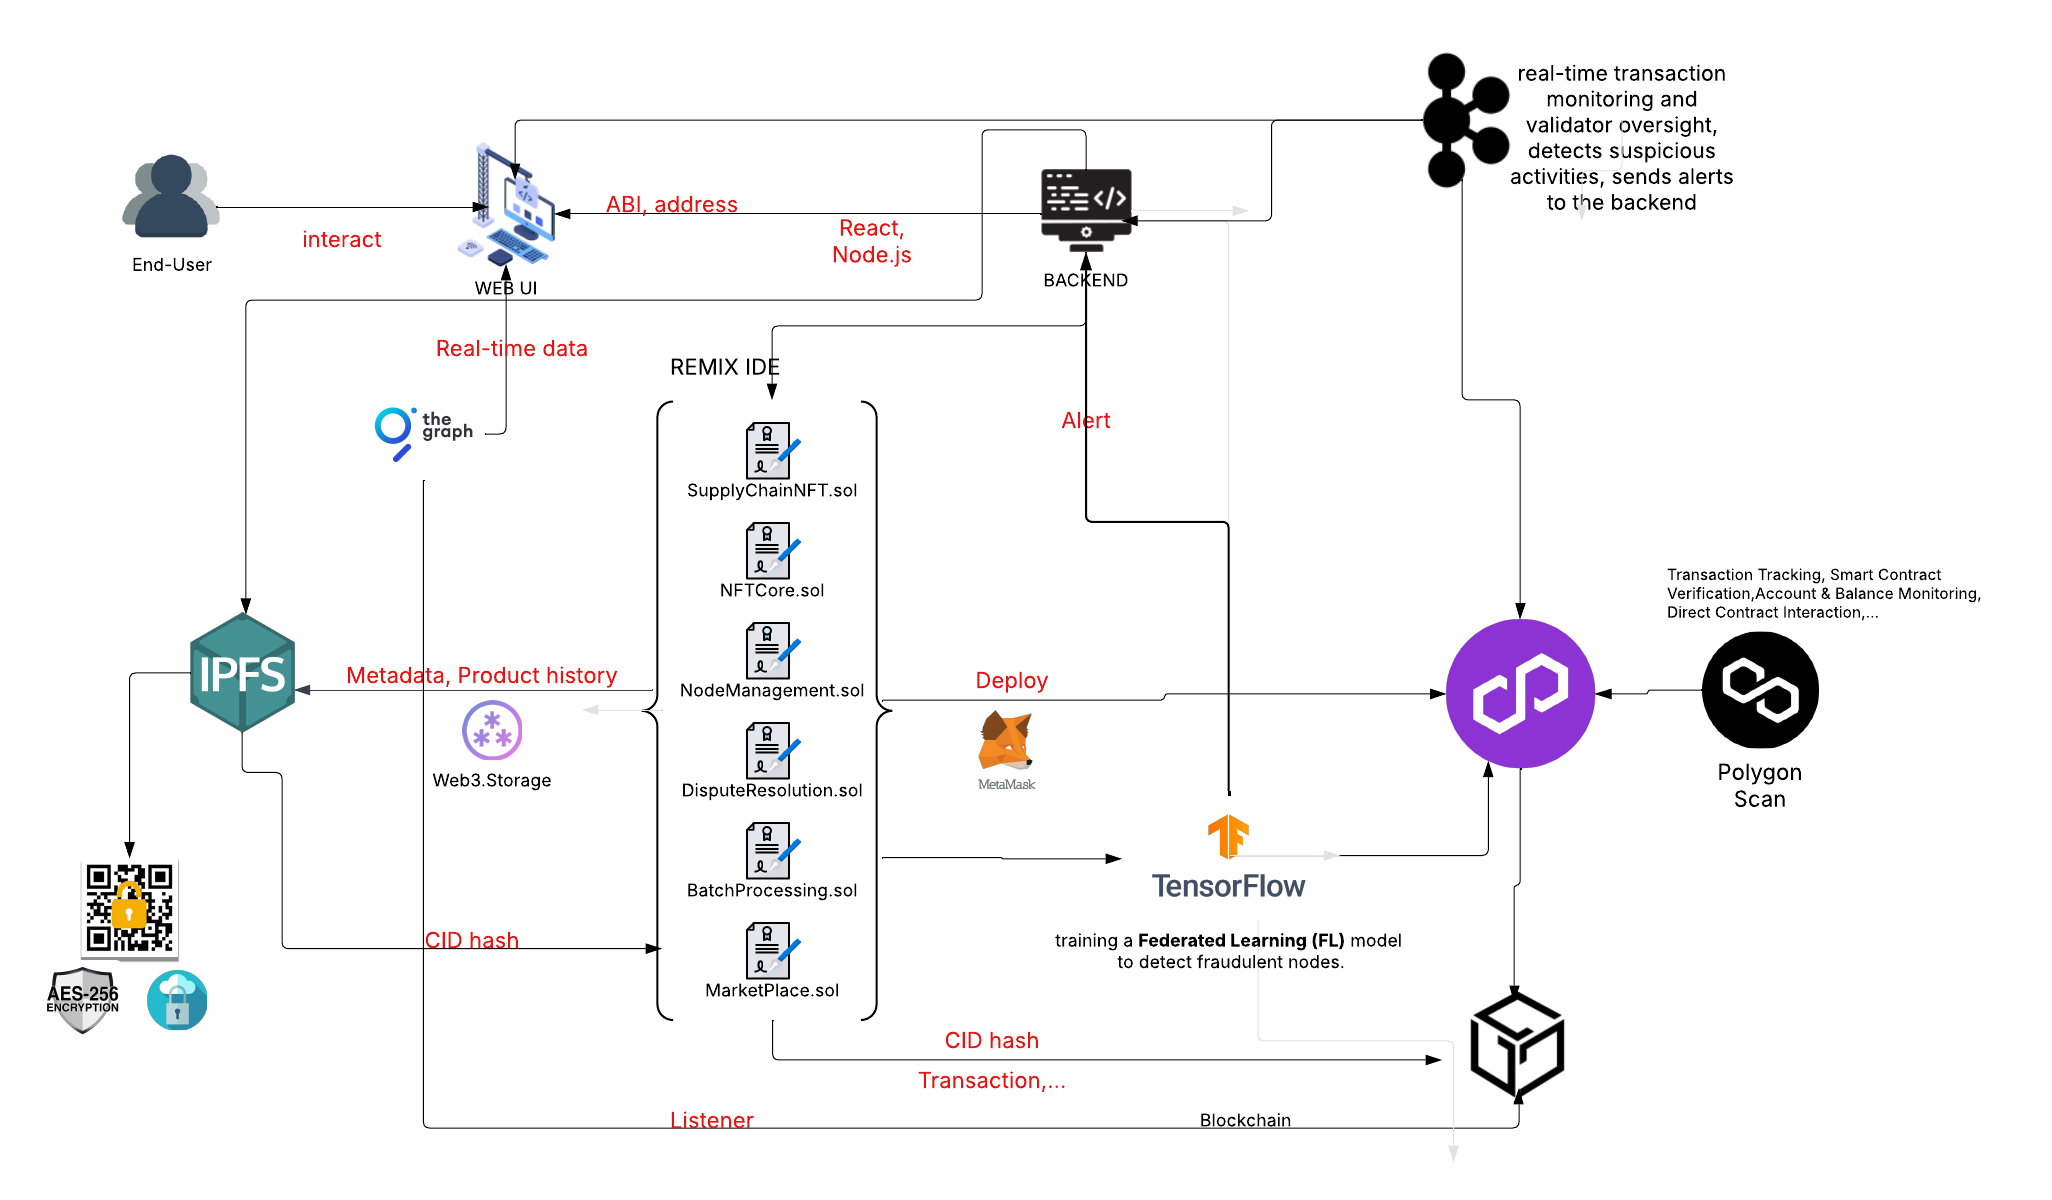 real-time transaction
monitoring and
validator oversight,
detects suspicious
activities, sends alerts
to the backend
End-User
interact
WEB UI
ABI, address
React,
Node.js
BACKEND
Real-time data
the
graph
REMIX IDE
Alert
SupplyChainNFT.sol
NFTCore.sol
NodeManagement.sol
DisputeResolution.sol
BatchProcessing.sol
MarketPlace.sol
IPFS
Metadata, Product history
Web3.Storage
Deploy
MetaMask
Transaction Tracking, Smart Contract
Verification,Account & Balance Monitoring,
Direct Contract Interaction,...
Polygon
Scan
TensorFlow
training a Federated Learning (FL) model
to detect fraudulent nodes.
AES-256
ENCRYPTION
CID hash
CID hash
Transaction,...
Listener
Blockchain